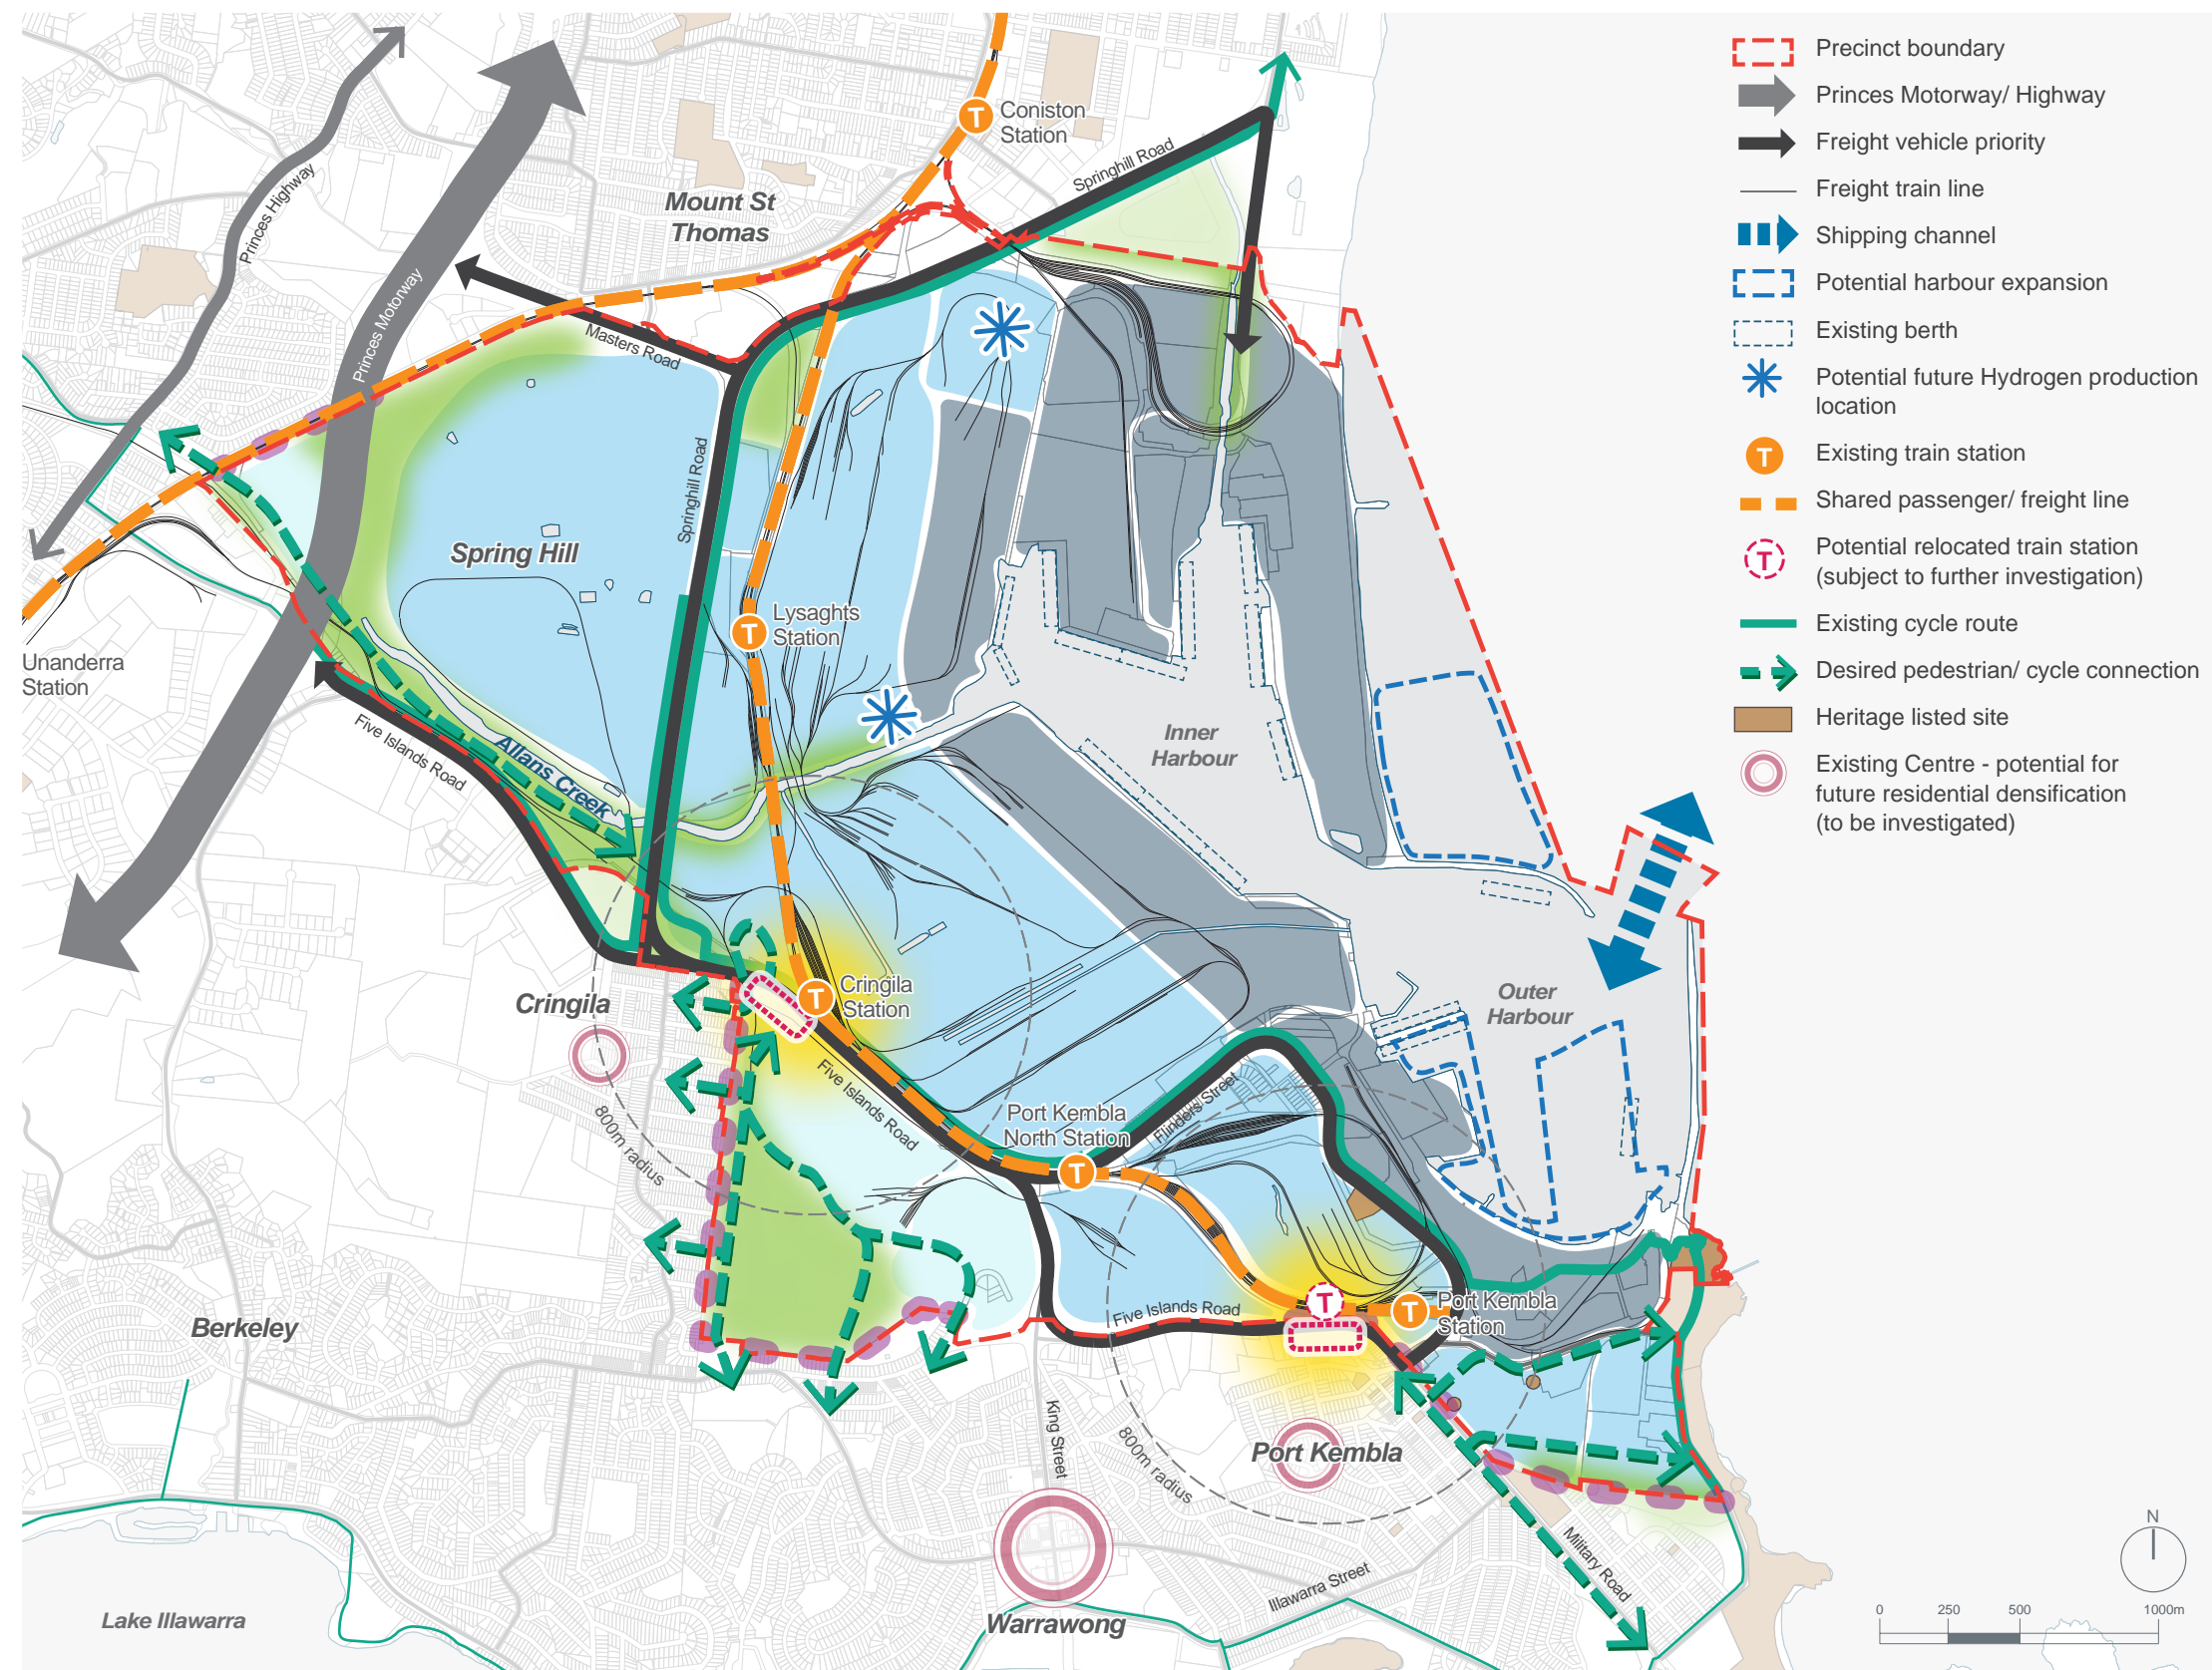 Coniston
Station
Springhill Road
Mount St
Thomas
Princes Highway
Princes Motorway
Masters Road
Springhill Road
Spring Hill
Lysaghts
Station
Unanderra
Station
Five Islands Road
Allans Creek
Inner
Harbour
Cringila
Cringila
Station
Outer
Harbour
Five Islands Road
800m radius
Port Kembla
North Station
Flinders Street
Berkeley
Five Islands Road
Port Kembla
Station
King Street
800m radius
Port Kembla
Military Road
Illawarra Street
Lake Illawarra
Warrawong
T
T
T
T
T
T
Precinct boundary
Princes Motorway/ Highway
Freight vehicle priority
Freight train line
Shipping channel
Potential harbour expansion
Existing berth
Potential future Hydrogen production
location
T
Existing train station
Shared passenger/ freight line
T
Potential relocated train station
(subject to further investigation)
Existing cycle route
Desired pedestrian/ cycle connection
Heritage listed site
Existing Centre - potential for
future residential densification
(to be investigated)
N
0 250 500 1000m